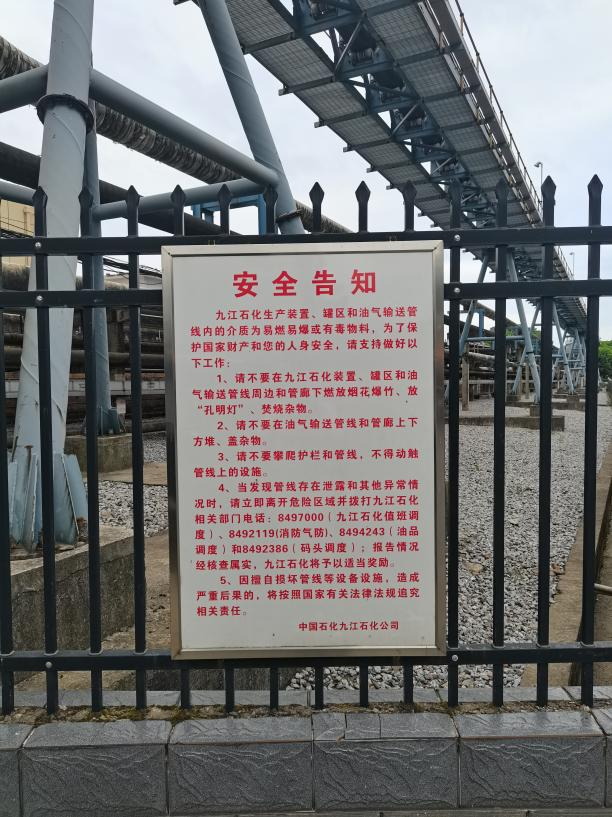 安全告知
九江石化生产装置、罐区和油气输送管
线内的介质为易燃易爆或有毒物料，为了保
护国家财产和您的人身安全，请支持做好以
下工作：
1、请不要在九江石化装置、罐区和油
气输送管线周边和管廊下燃放烟花爆竹、放
“孔明灯”、焚烧杂物。
2、请不要在油气输送管线和管廊上下
方堆、盖杂物。
3、请不要攀爬护栏和管线，不得动触
管线上的设施。
4、当发现管线存在泄露和其他异常情
况时，请立即离开危险区域并拨打九江石化
相关部门电话：8497000（九江石化值班调
度）、8492119(消防气防)、8494243（油品
调度）和8492386（码头调度）；报告情况
经核查属实，九江石化将予以适当奖励。
5、因擅自损坏管线等设备设施，造成
严重后果的，将按照国家有关法律法规追究
相关责任。
中国石化九江石化公司